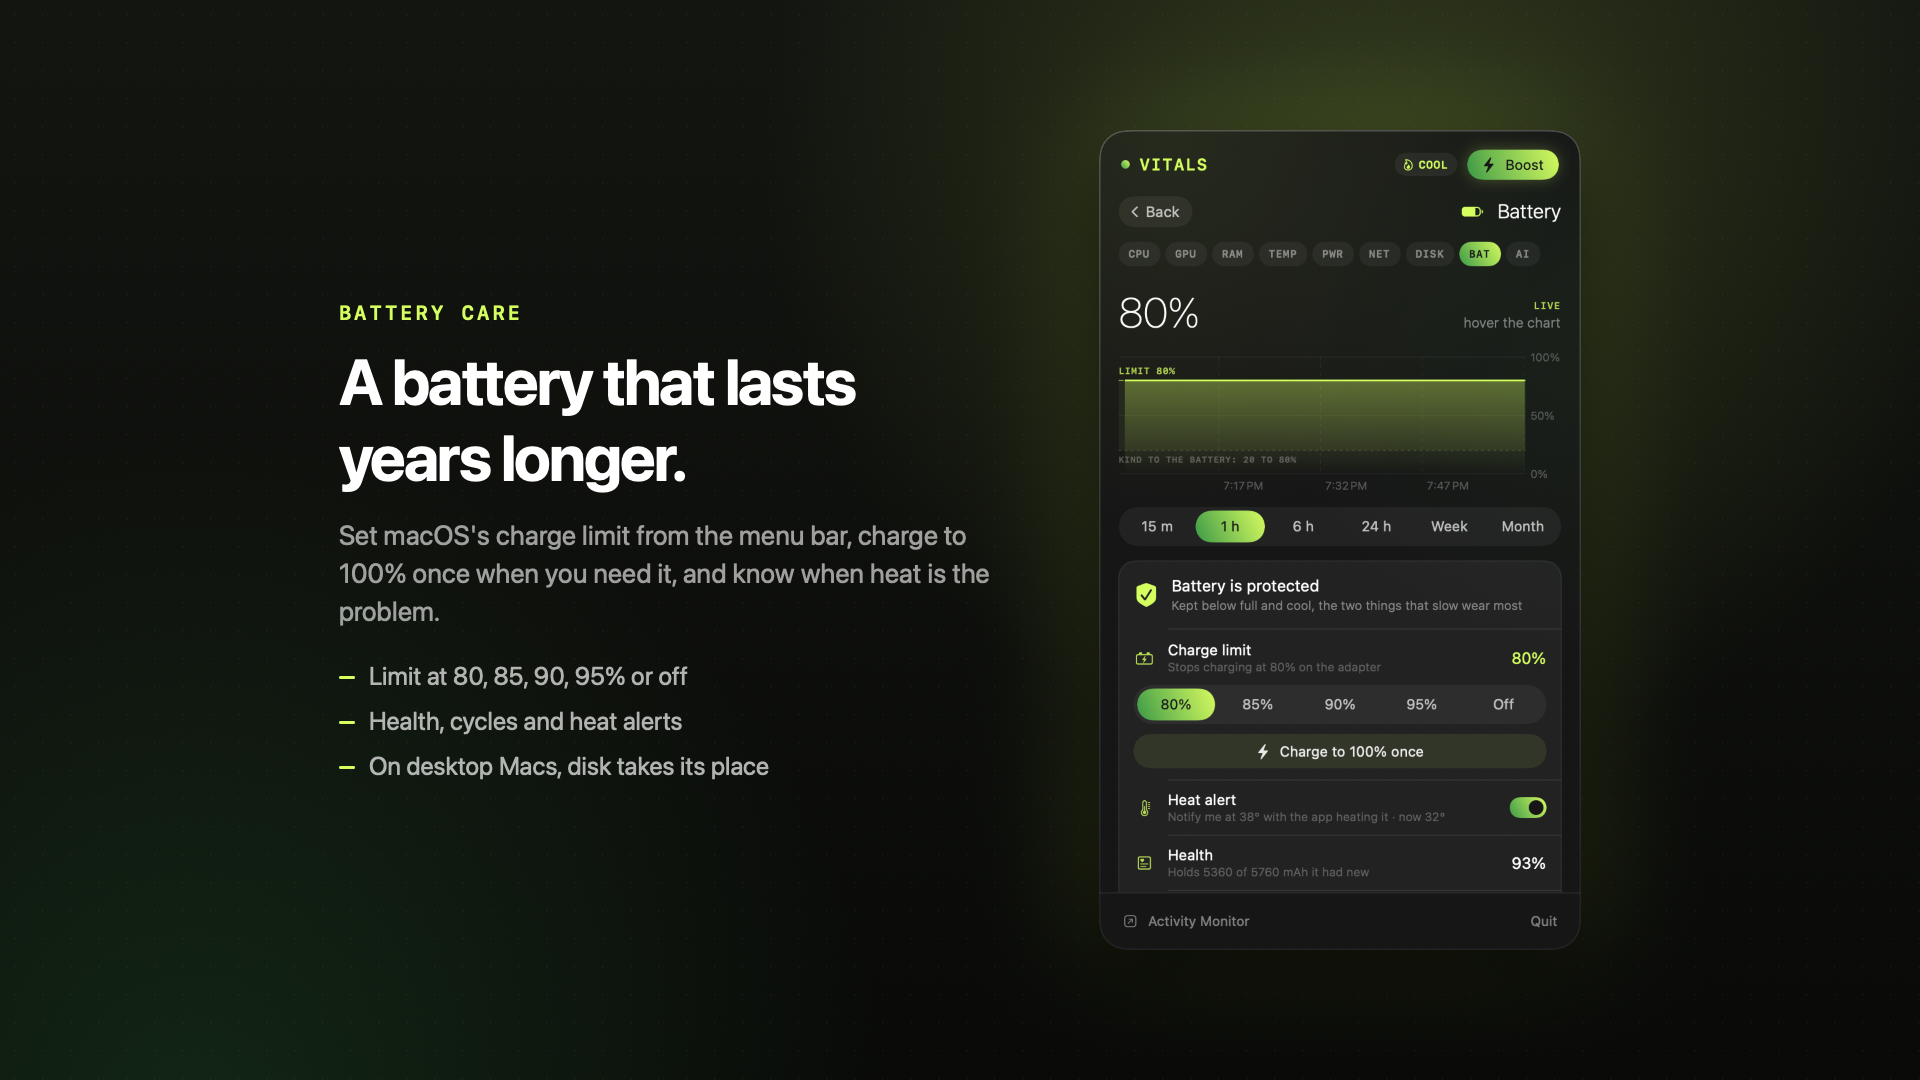 BATTERY CARE
A battery that lasts
years longer.
Set macOS's charge limit from the menu bar, charge to
100% once when you need it, and know when heat is the
problem.
Limit at 80, 85, 90, 95% or off
Health, cycles and heat alerts
On desktop Macs, disk takes its place
VITALS
COOL
Boost
Back
Battery
CPU GPU RAM TEMP PWR NET DISK BAT AI
80%
LIVE
hover the chart
100%
LIMIT 80%
50%
KIND TO THE BATTERY: 20 TO 80%
0%
7:17 PM 7:32 PM 7:47 PM
15 m 1 h 6 h 24 h Week Month
Battery is protected
Kept below full and cool, the two things that slow wear most
Charge limit
Stops charging at 80% on the adapter
80%
80% 85% 90% 95% Off
Charge to 100% once
Heat alert
Notify me at 38° with the app heating it · now 32°
Health
Holds 5360 of 5760 mAh it had new
93%
Activity Monitor
Quit